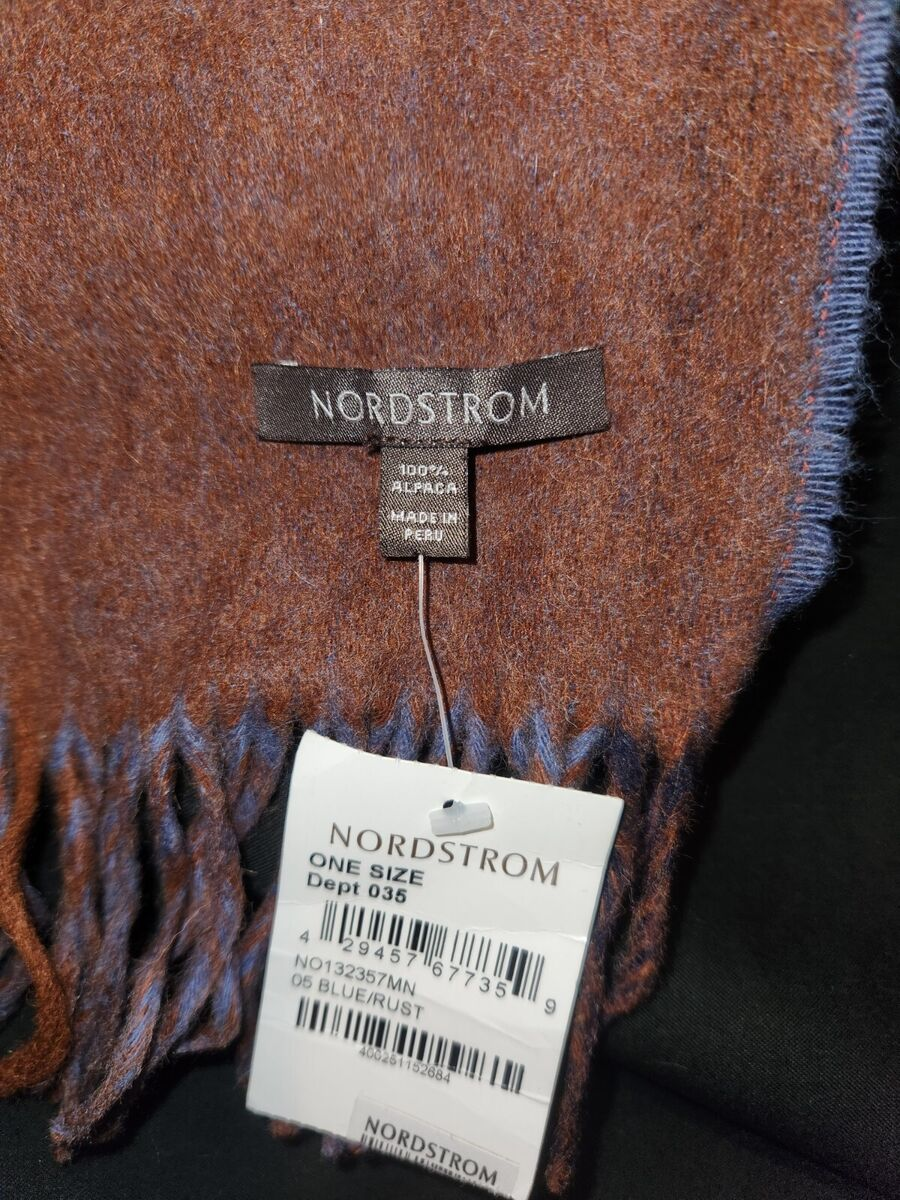 NORDSTROM
100%
ALPACA
MADE IN
PERU
NORDSTROM
ONE SIZE
Dept 035
4 29457 67735 9
NO132357MN
05 BLUE/RUST
400261152684
NORDSTROM